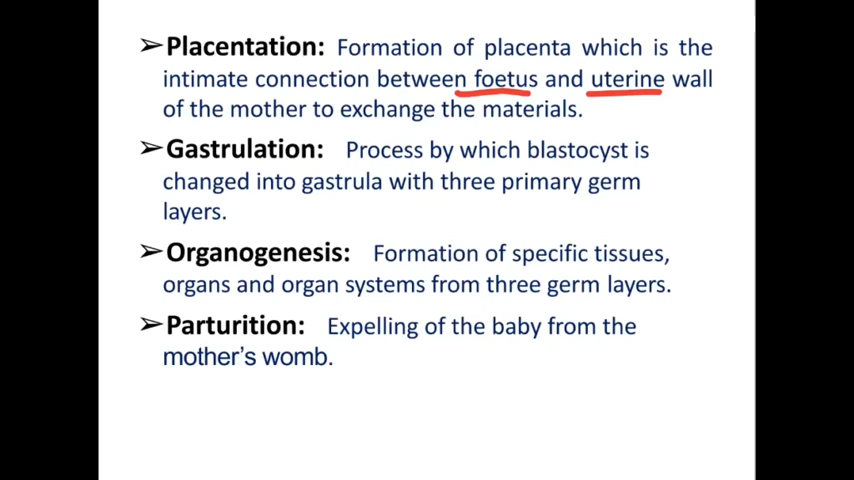 ➢Placentation: Formation of placenta which is the
intimate connection between foetus and uterine wall
of the mother to exchange the materials.
➢Gastrulation: Process by which blastocyst is
changed into gastrula with three primary germ
layers.
➢Organogenesis: Formation of specific tissues,
organs and organ systems from three germ layers.
➢Parturition: Expelling of the baby from the
mother’s womb.